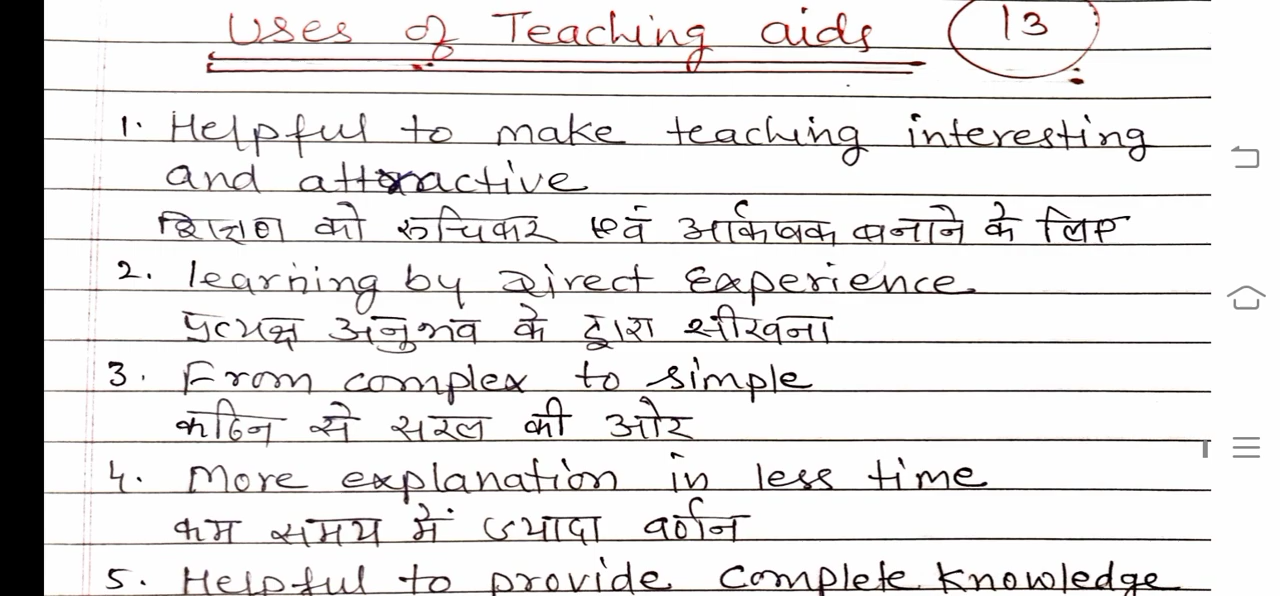 Uses of Teaching aids 13
1. Helpful to make teaching interesting
and attractive
शिक्षण को रुचिकर एवं आर्कषक बनाने के लिए
2. learning by Direct Experience
प्रत्यक्ष अनुभव के द्वारा सीखना
3. From complex to simple
कठिन से सरल की ओर
4. More explanation in less time
कम समय में ज्यादा वर्णन
5. Helpful to provide complete knowledge